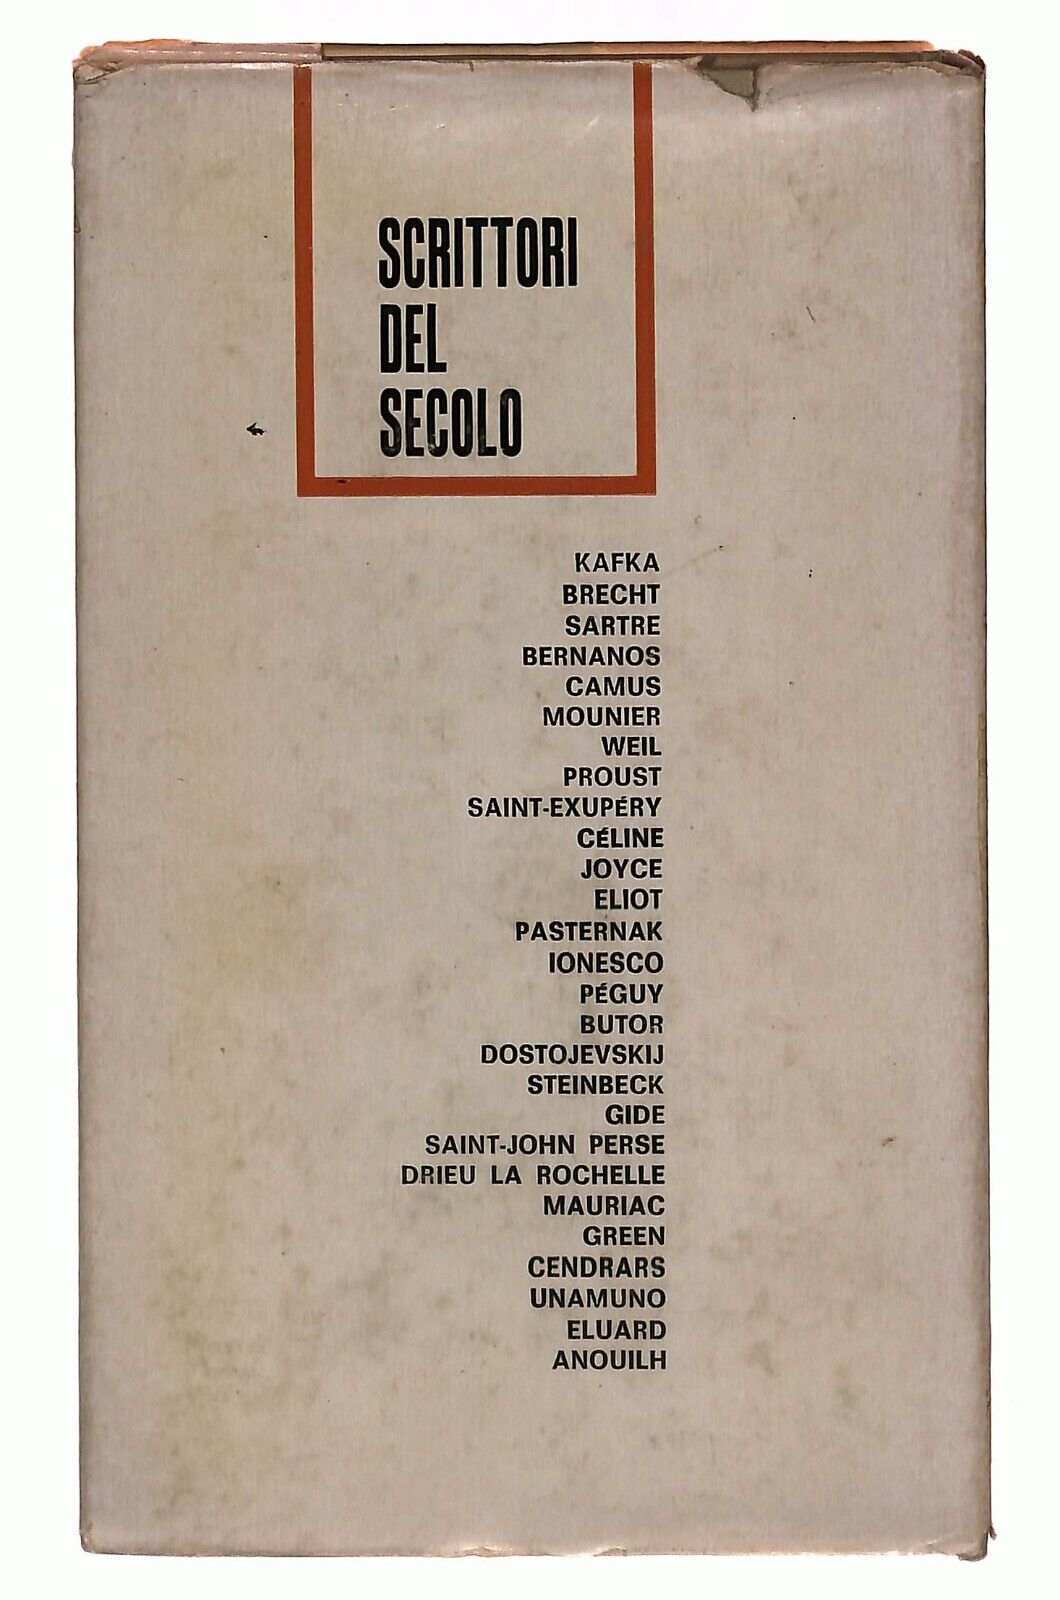 SCRITTORI
DEL
SECOLO
KAFKA
BRECHT
SARTRE
BERNANOS
CAMUS
MOUNIER
WEIL
PROUST
SAINT-EXUPÉRY
CÉLINE
JOYCE
ELIOT
PASTERNAK
IONESCO
PÉGUY
BUTOR
DOSTOJEVSKIJ
STEINBECK
GIDE
SAINT-JOHN PERSE
DRIEU LA ROCHELLE
MAURIAC
GREEN
CENDRARS
UNAMUNO
ELUARD
ANOUILH